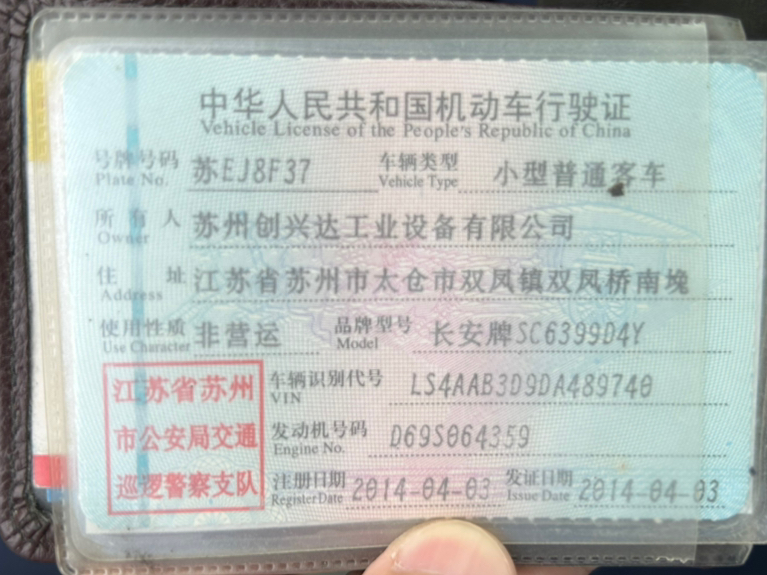 中华人民共和国机动车行驶证
Vehicle License of the People's Republic of China
号牌号码 苏EJ8F37 车辆类型 小型普通客车
Plate No. Vehicle Type
所有人 苏州创兴达工业设备有限公司
Owner
住址 江苏省苏州市太仓市双凤镇双凤桥南堍
Address
使用性质 非营运 品牌型号 长安牌SC6399D4Y
Use Character Model
江苏省苏州 车辆识别代号 LS4AAB3D9DA489740
VIN
市公安局交通 发动机号码 D69S064359
Engine No.
巡逻警察支队 注册日期 2014-04-03 发证日期 2014-04-03
Register Date Issue Date